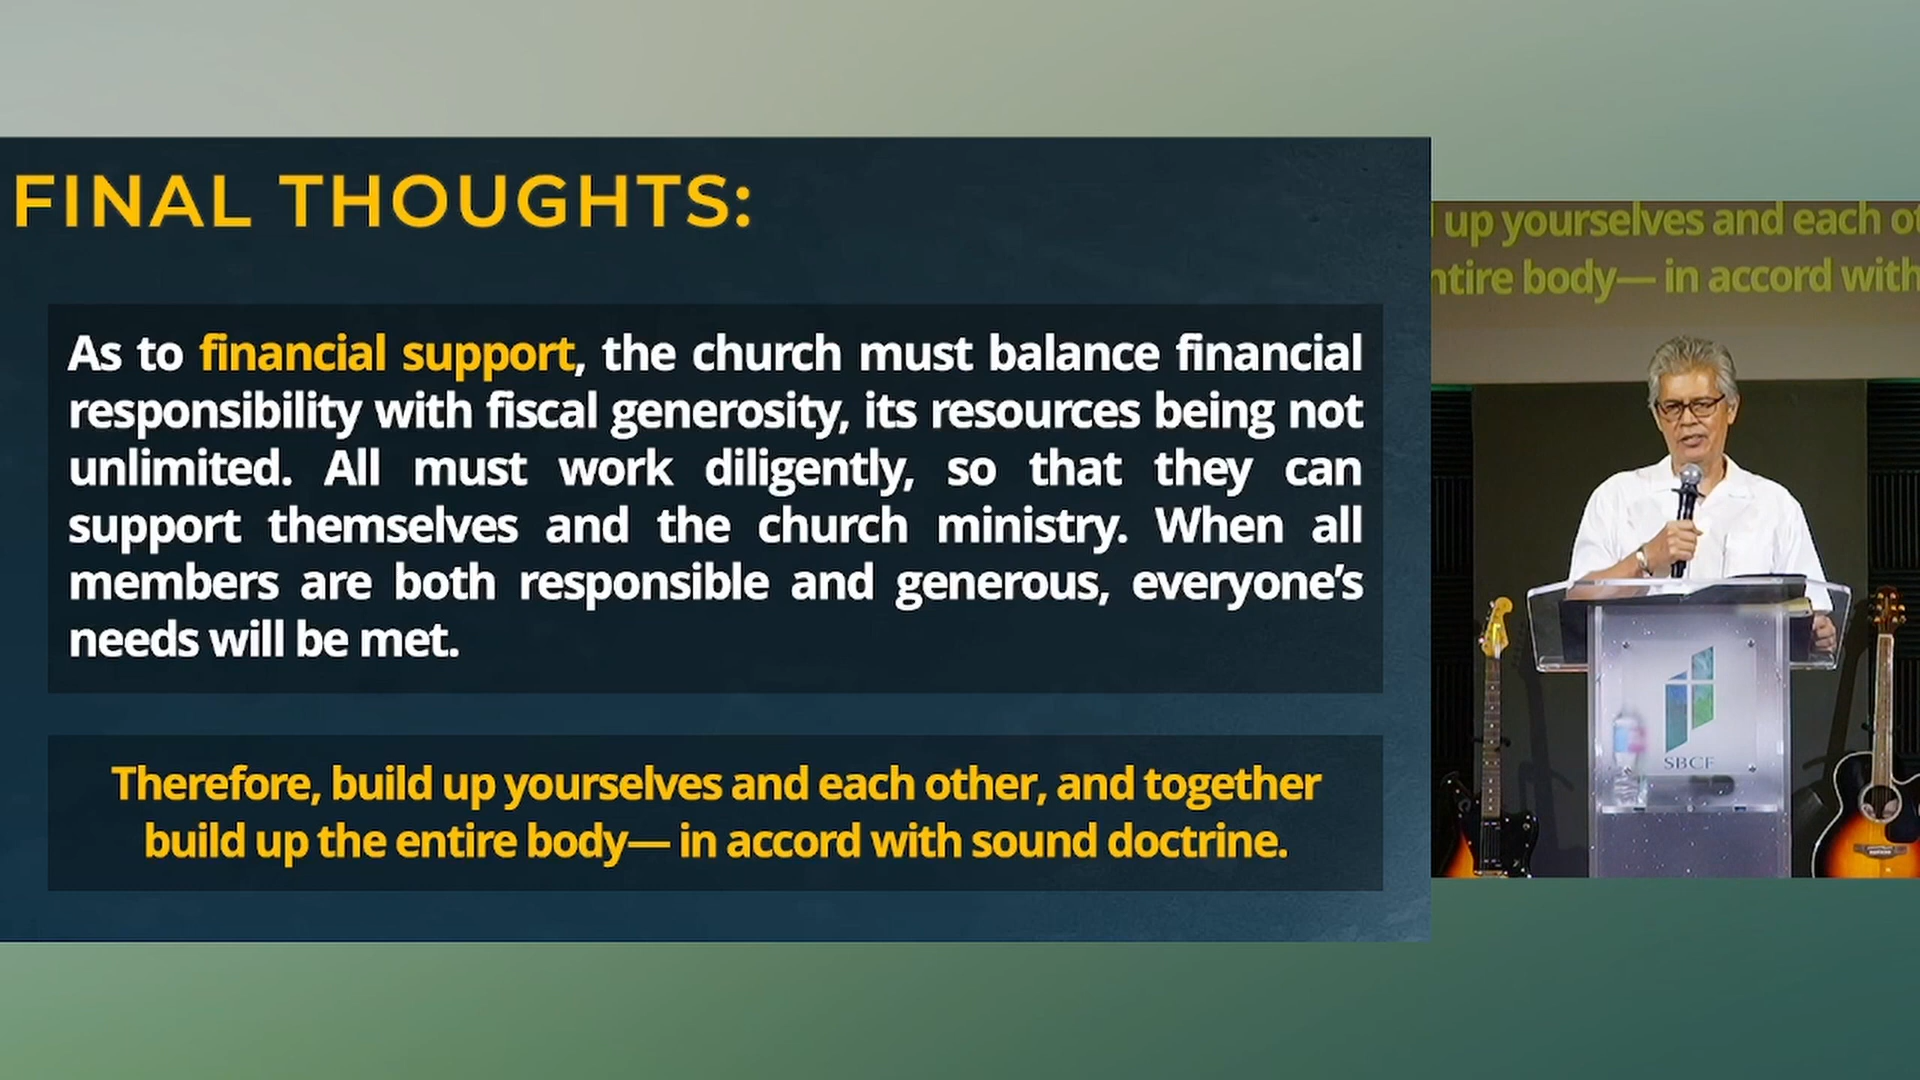 FINAL THOUGHTS:
As to financial support, the church must balance financial
responsibility with fiscal generosity, its resources being not
unlimited. All must work diligently, so that they can
support themselves and the church ministry. When all
members are both responsible and generous, everyone’s
needs will be met.
Therefore, build up yourselves and each other, and together
build up the entire body— in accord with sound doctrine.
up yourselves and each
body— in accord with
SBCF